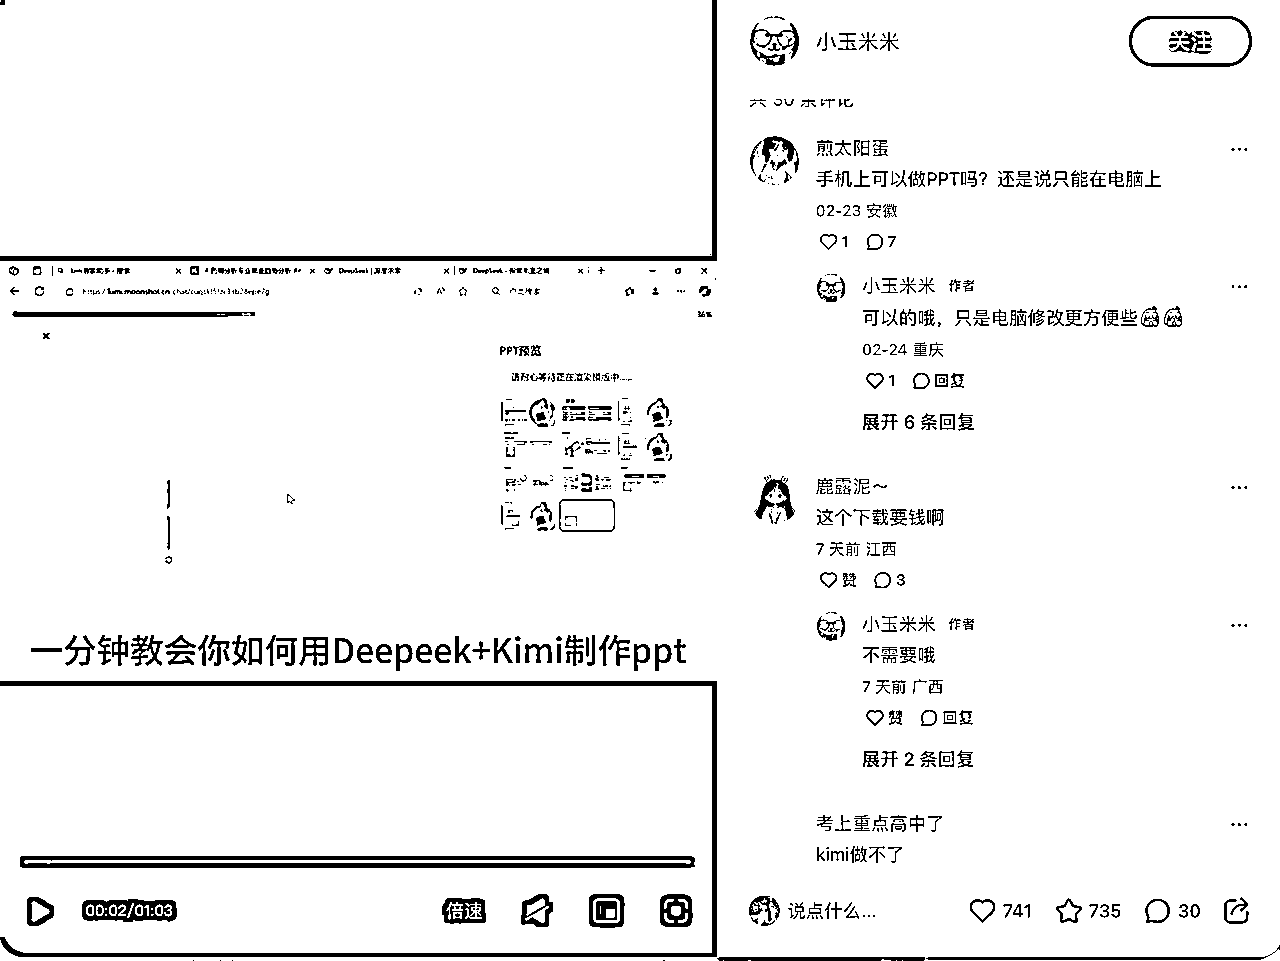 小玉米米
关注
共 30 条评论
煎太阳蛋
手机上可以做PPT吗？还是说只能在电脑上
02-23 安徽
1 7
小玉米米 作者
可以的哦，只是电脑修改更方便些
02-24 重庆
1 回复
展开 6 条回复
鹿露泥～
这个下载要钱啊
7 天前 江西
赞 3
小玉米米 作者
不需要哦
7 天前 广西
赞 回复
展开 2 条回复
考上重点高中了
kimi做不了
说点什么...
741 735 30
PPT预览
请耐心等待正在渲染模版中......
一分钟教会你如何用Deepeek+Kimi制作ppt
00:02/01:03
倍速